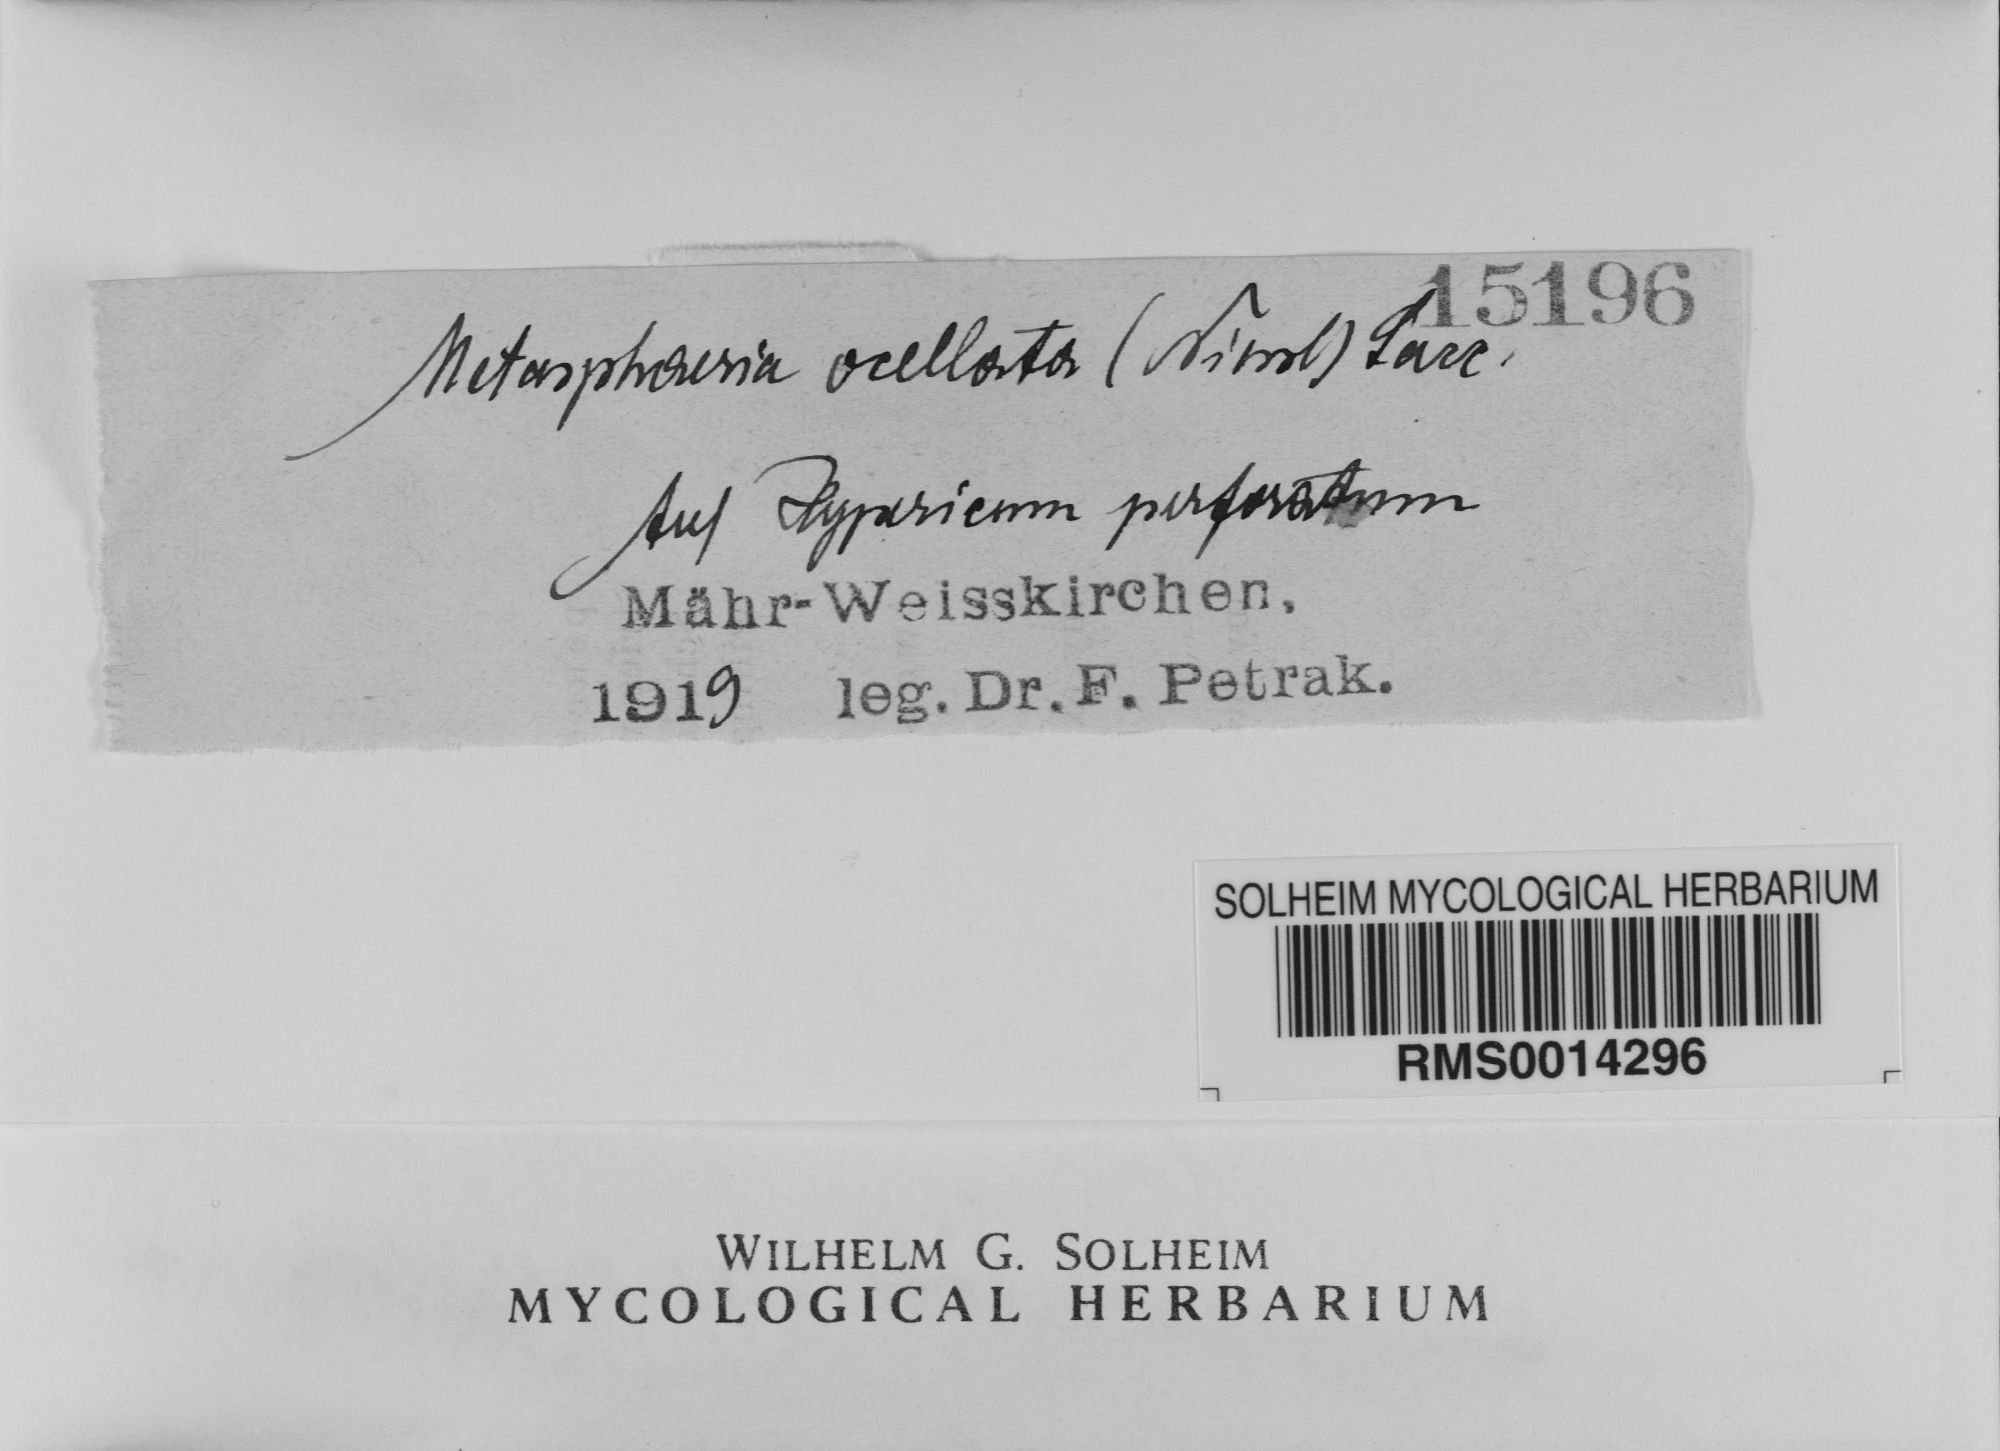 15196
Metasphaeria ocellata (Niessl) Sacc.
Auf Hypericum perforatum
Mähr-Weisskirchen.
1919 leg. Dr. F. Petrak.
SOLHEIM MYCOLOGICAL HERBARIUM
RMS0014296
WILHELM G. SOLHEIM
MYCOLOGICAL HERBARIUM